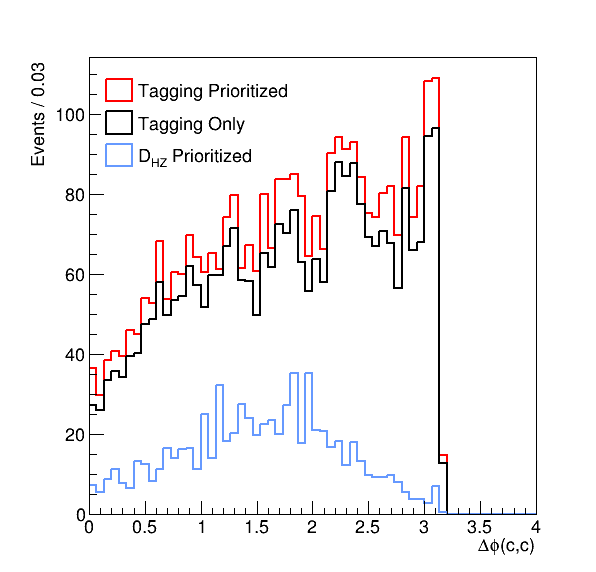 Events / 0.03
Tagging Prioritized
Tagging Only
D_HZ Prioritized
100
80
60
40
20
0
0 0.5 1 1.5 2 2.5 3 3.5 4
Δϕ(c,c)